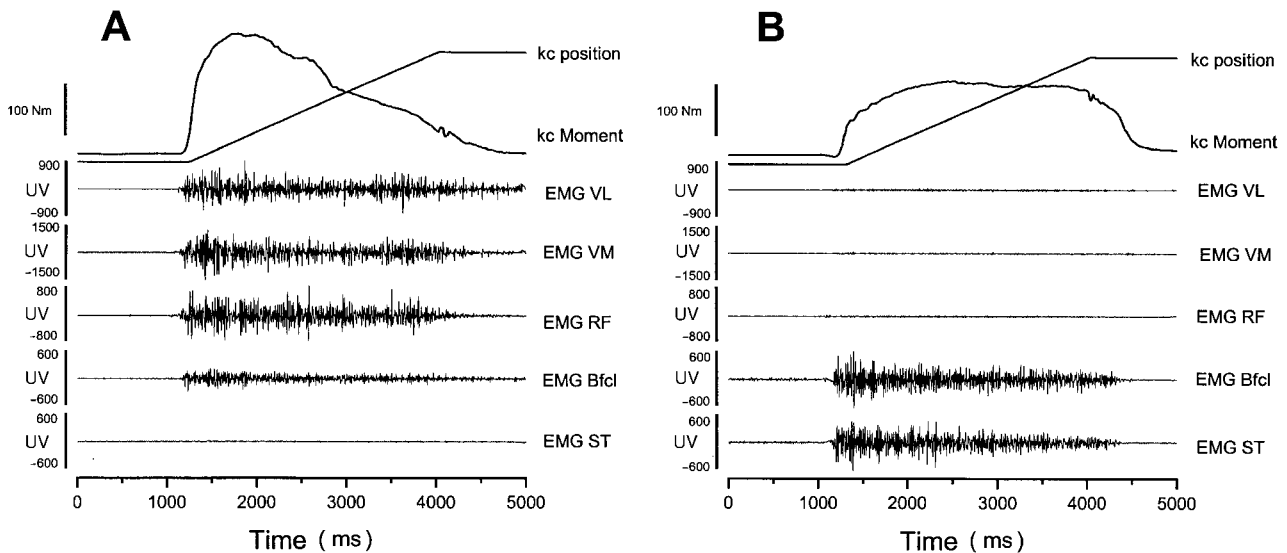 A
kc position
100 Nm
kc Moment
900
UV
-900
EMG VL
1500
UV
-1500
EMG VM
800
UV
-800
EMG RF
600
UV
-600
EMG Bfcl
600
UV
-600
EMG ST
0 1000 2000 3000 4000 5000
Time ( ms )
B
kc position
100 Nm
kc Moment
900
UV
-900
EMG VL
1500
UV
-1500
EMG VM
800
UV
-800
EMG RF
600
UV
-600
EMG Bfcl
600
UV
-600
EMG ST
0 1000 2000 3000 4000 5000
Time ( ms )